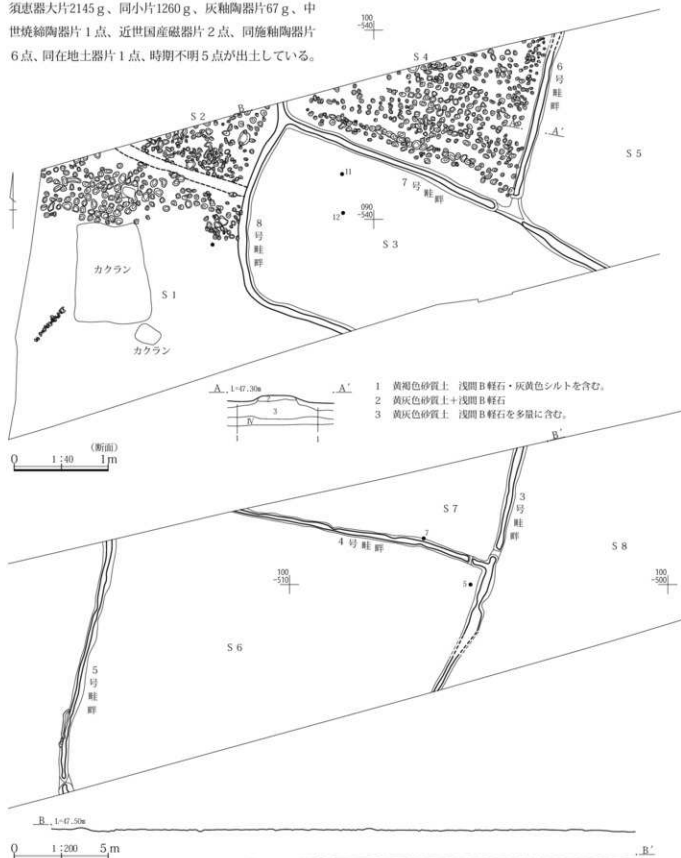 須恵器大片2145ｇ、同小片1260ｇ、灰釉陶器片67ｇ、中
世焼締陶器片１点、近世国産磁器片２点、同施釉陶器片
６点、同在地土器片１点、時期不明５点が出土している。
100
-540
S 4
6号畦畔
S 2
B
A
A'
S 5
11
7号畦畔
12
090
-540
S 3
8号畦畔
カクラン
S 1
カクラン
A L=47.30m A'
2
3
Ⅳ
1 1
1 黄褐色砂質土 浅間Ｂ軽石・灰黄色シルトを含む。
2 黄灰色砂質土＋浅間Ｂ軽石
3 黄灰色砂質土 浅間Ｂ軽石を多量に含む。
(断面)
0 1:40 1m
B'
S 7
3号畦畔
7
4号畦畔
S 8
100
-510
5
100
-500
S 6
5号畦畔
B L=47.50m
0 1:200 5m
B'